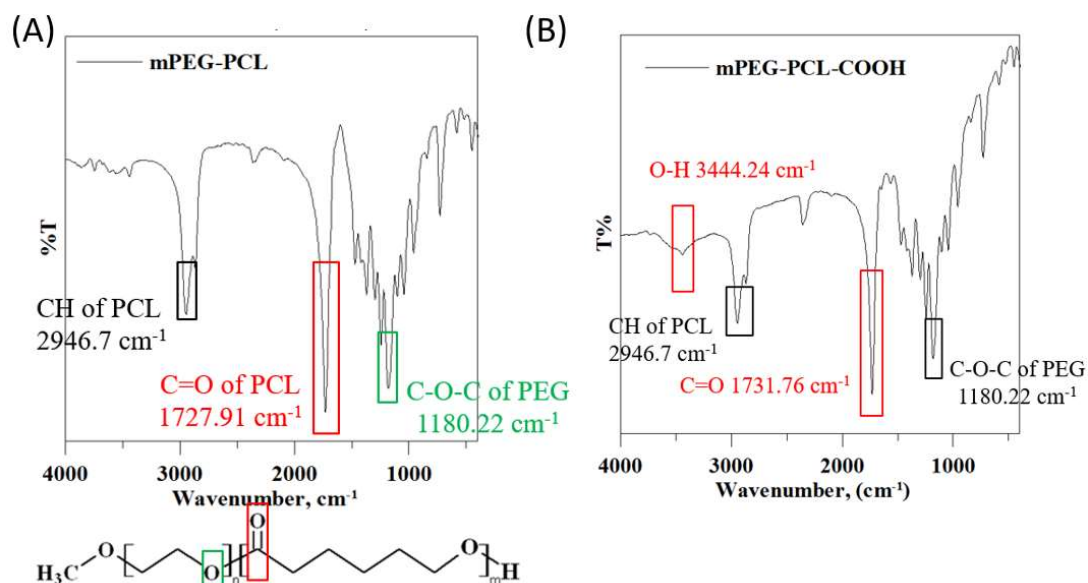 (A)
mPEG-PCL
%T
CH of PCL
2946.7 cm⁻¹
C=O of PCL
1727.91 cm⁻¹
C-O-C of PEG
1180.22 cm⁻¹
4000 3000 2000 1000
Wavenumber, cm⁻¹
H₃C O O n O O m H
(B)
mPEG-PCL-COOH
T%
O-H 3444.24 cm⁻¹
CH of PCL
2946.7 cm⁻¹
C=O 1731.76 cm⁻¹
C-O-C of PEG
1180.22 cm⁻¹
4000 3000 2000 1000
Wavenumber, (cm⁻¹)